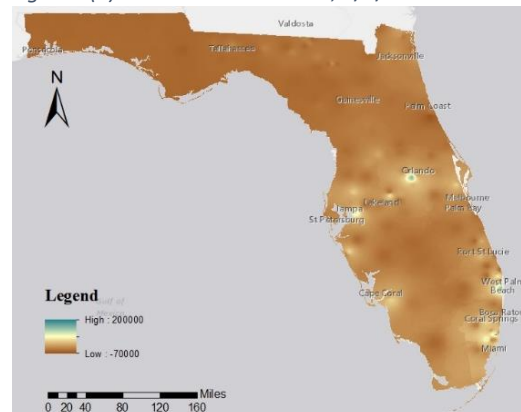 Valdosta
Pensacola
Tallahassee
Jacksonville
N
Gainesville
Palm Coast
Orlando
Lakeland
Tampa
St Petersburg
Melbourne
Palm Bay
Port St Lucie
Cape Coral
West Palm
Beach
Boca Raton
Coral Springs
Miami
Legend
Gulf of
High : 200000
Low : -70000
Miles
0 20 40 80 120 160